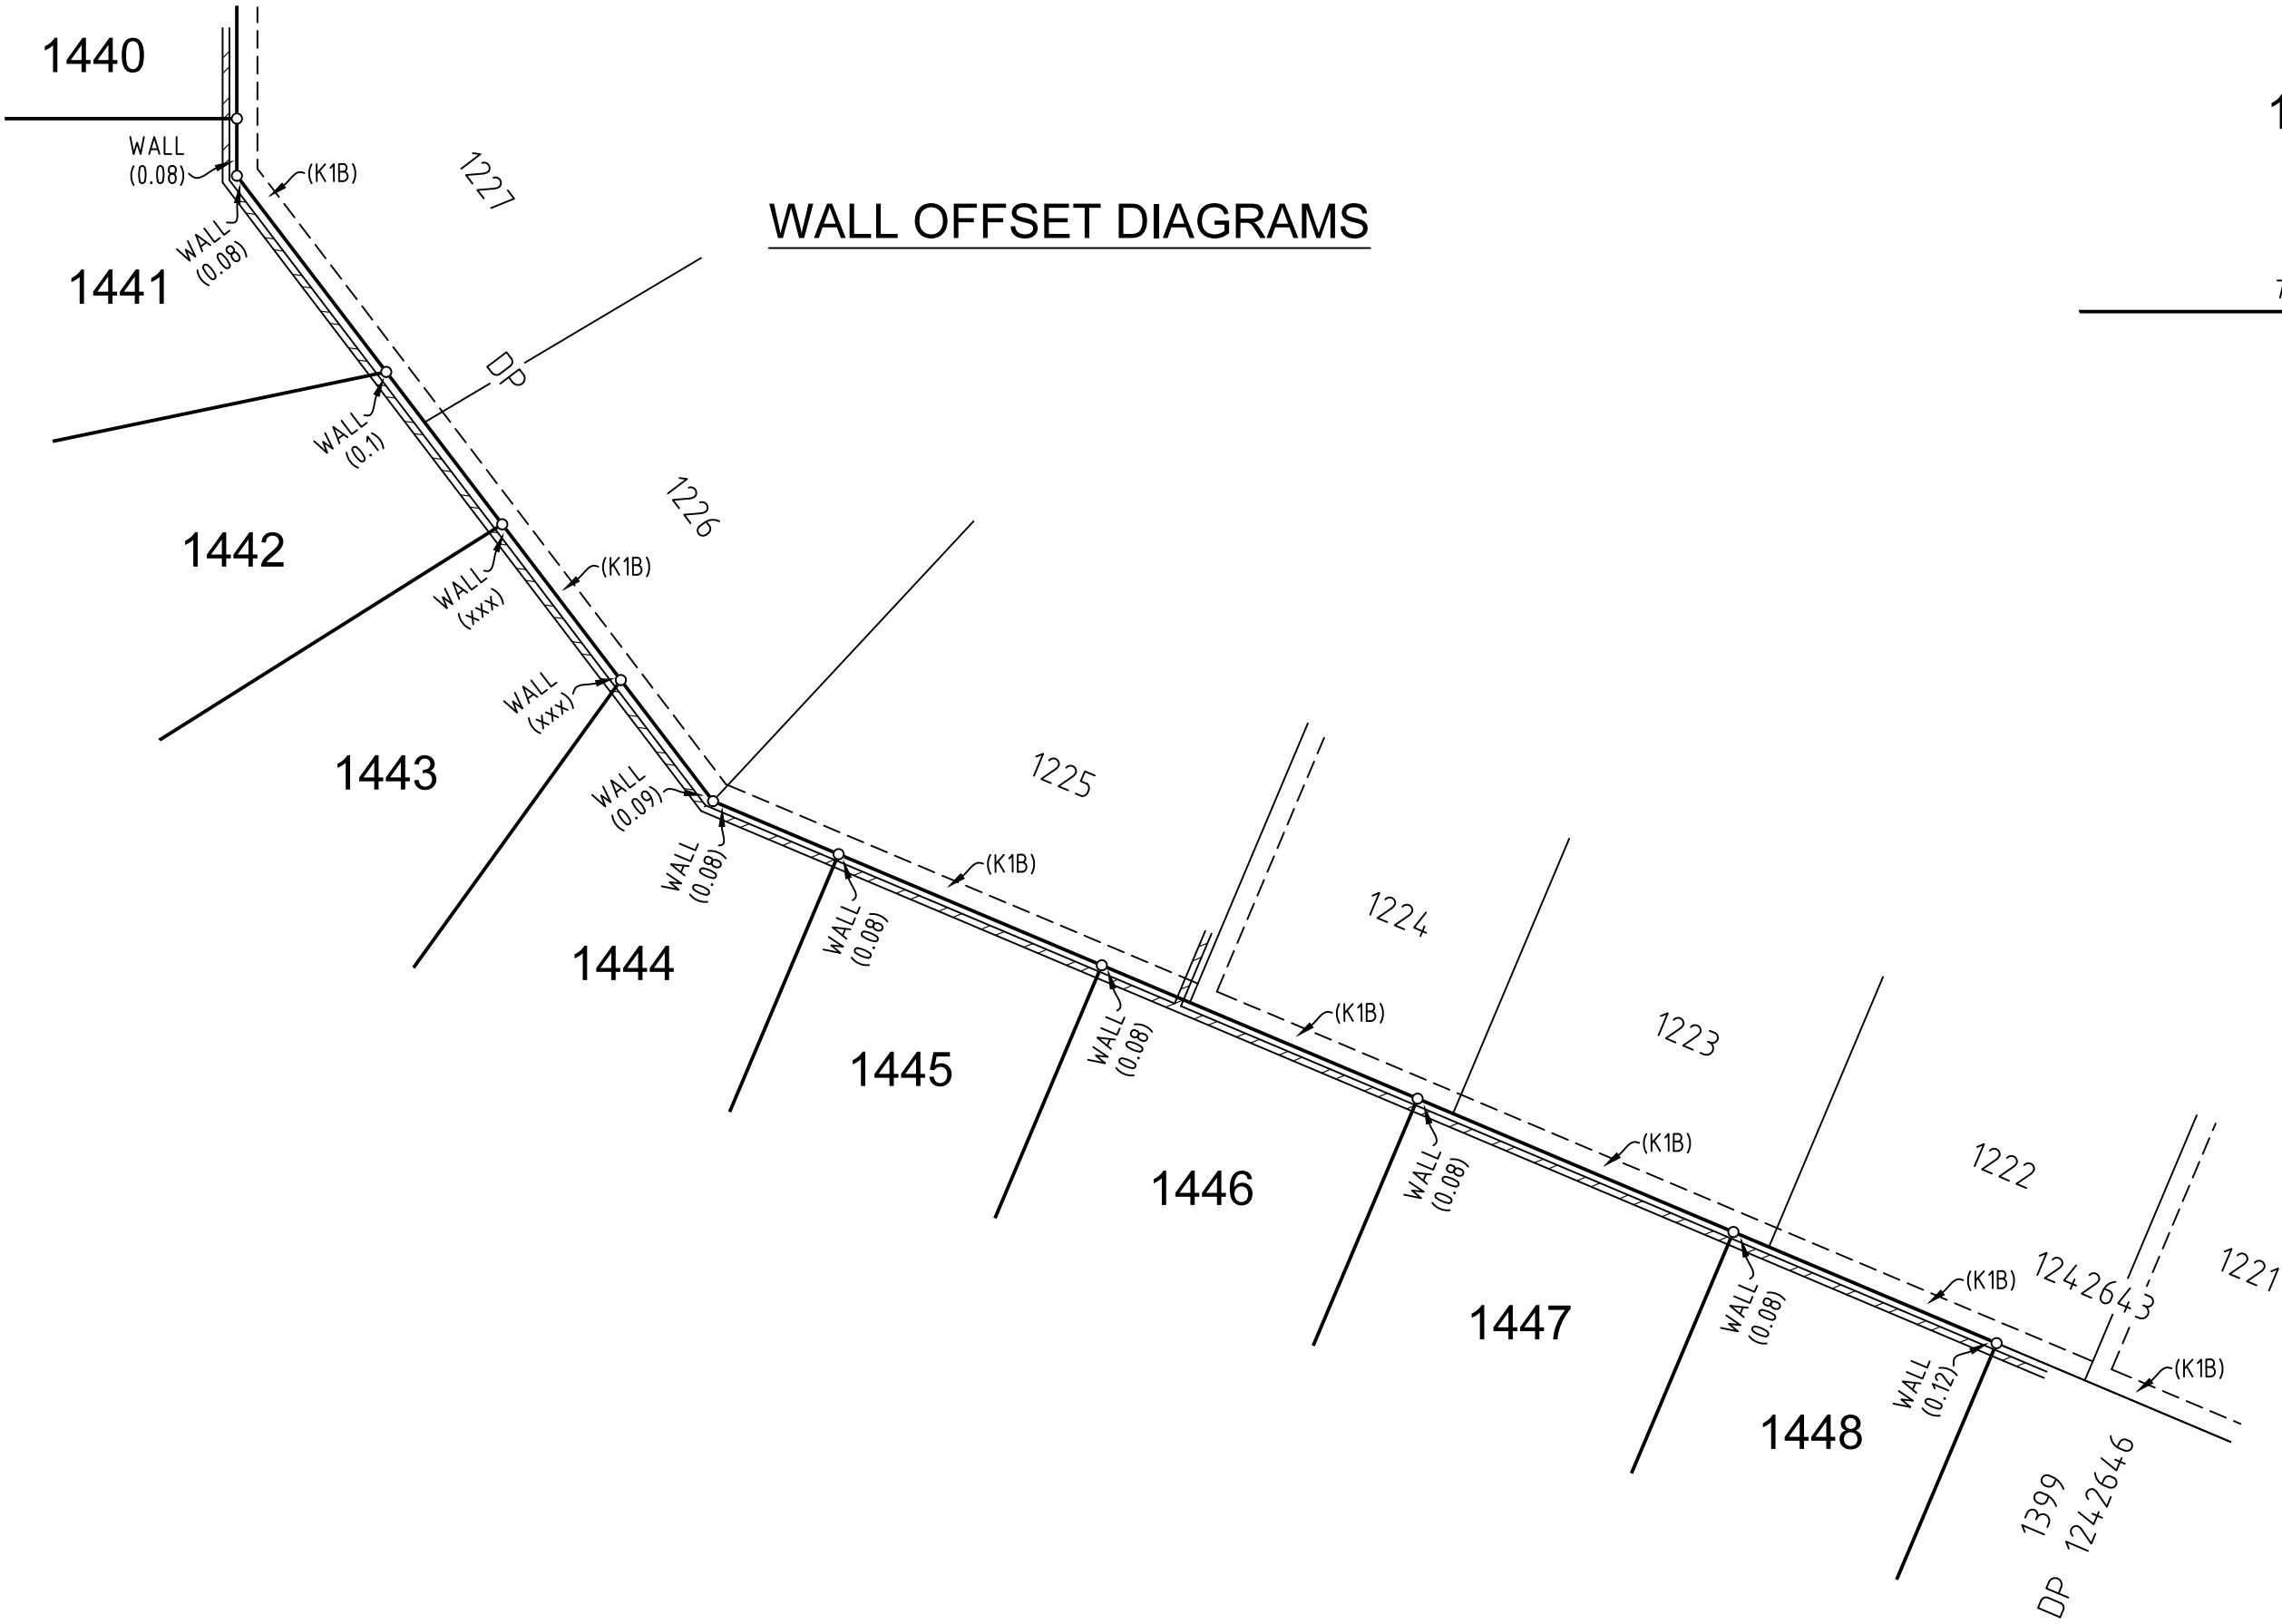 1440
WALL
(0.08)
(K1B)
1227
WALL OFFSET DIAGRAMS
WALL
(0.08)
1441
DP
WALL
(0.1)
1442
1226
(K1B)
WALL
(xxx)
WALL
(xxx)
1443
WALL
(0.09)
1225
WALL
(0.08)
(K1B)
1444
WALL
(0.08)
1224
1445
WALL
(0.08)
(K1B)
1223
1446
WALL
(0.08)
(K1B)
1222
1447
WALL
(0.08)
(K1B)
1242643
1221
1448
WALL
(0.12)
(K1B)
1399
DP 1242646